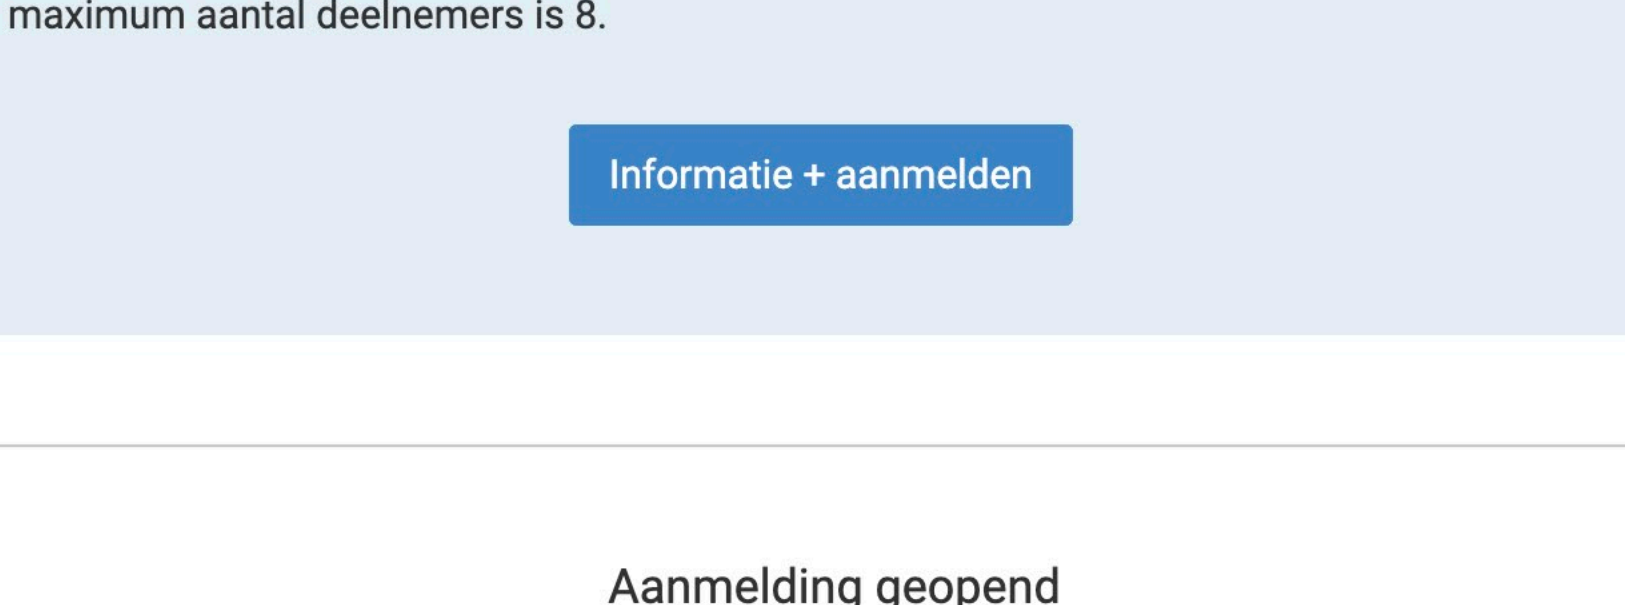 maximum aantal deelnemers is 8.
Informatie + aanmelden
Aanmelding geopend